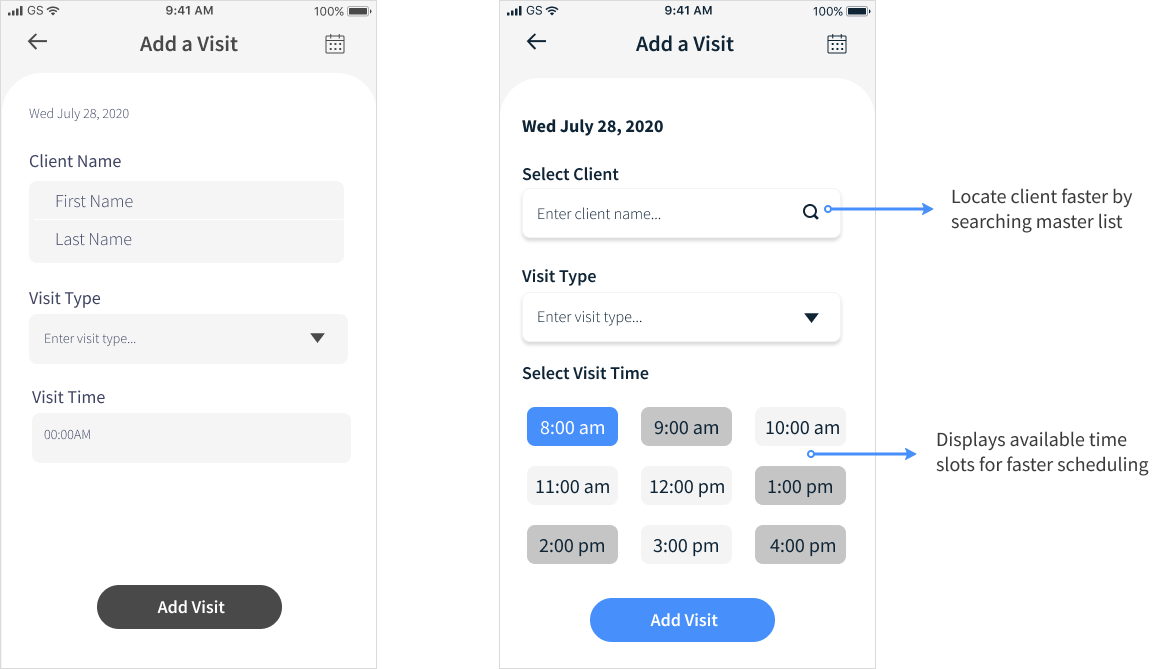 GS 9:41 AM 100%
Add a Visit
Wed July 28, 2020
Client Name
First Name
Last Name
Visit Type
Enter visit type...
Visit Time
00:00AM
Add Visit
GS 9:41 AM 100%
Add a Visit
Wed July 28, 2020
Select Client
Enter client name...
Visit Type
Enter visit type...
Select Visit Time
8:00 am 9:00 am 10:00 am
11:00 am 12:00 pm 1:00 pm
2:00 pm 3:00 pm 4:00 pm
Add Visit
Locate client faster by
searching master list
Displays available time
slots for faster scheduling